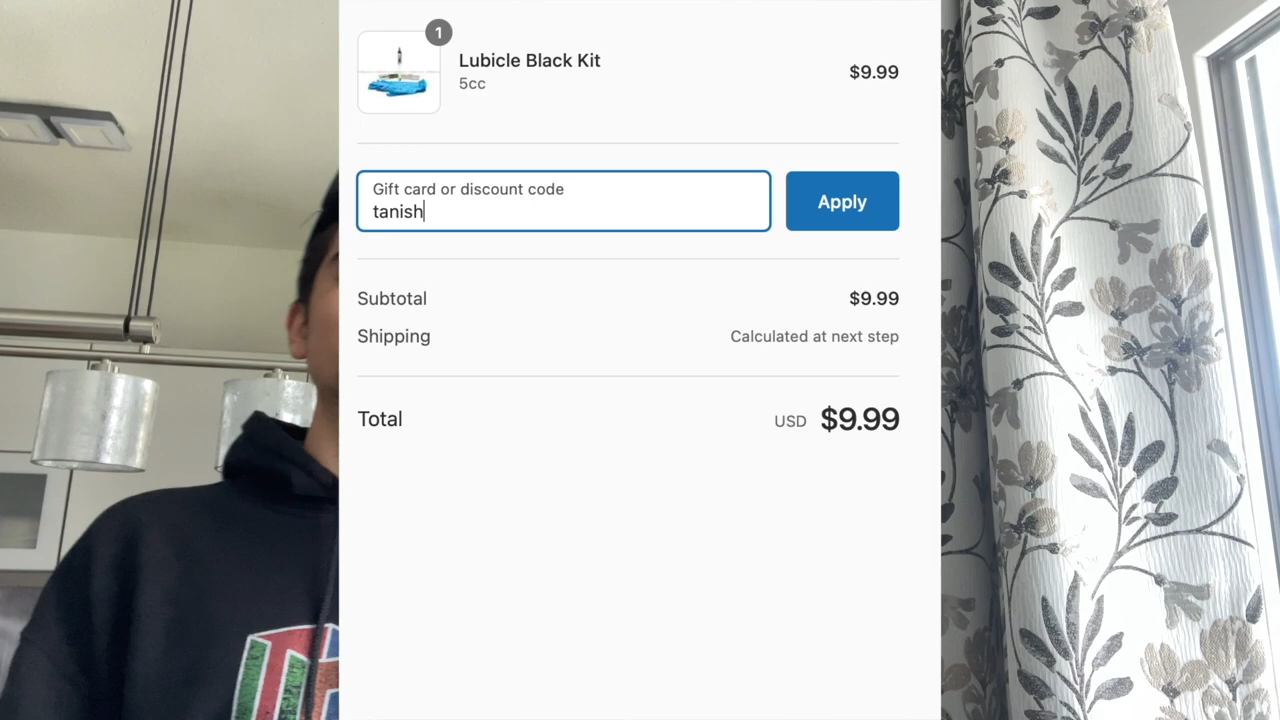 1
Lubicle Black Kit
5cc
$9.99
Gift card or discount code
tanish
Apply
Subtotal
$9.99
Shipping
Calculated at next step
Total
USD $9.99